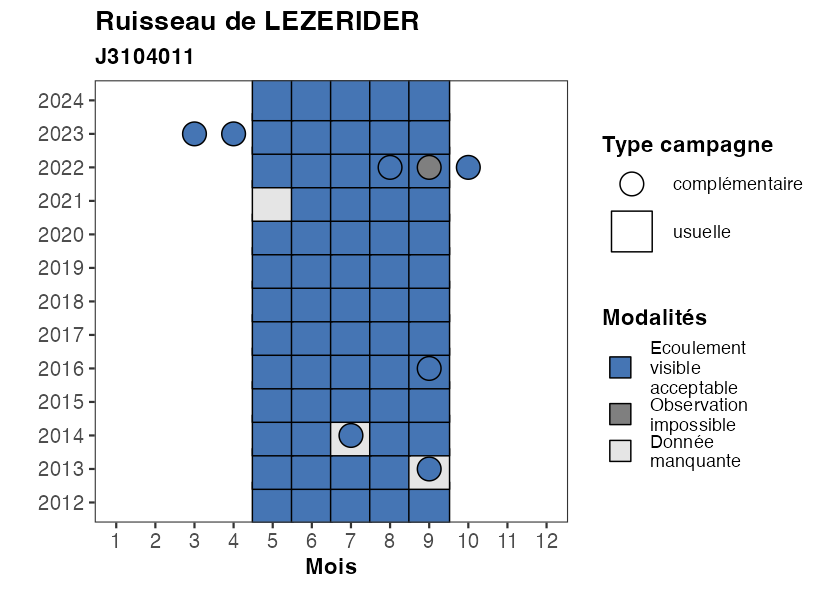 Ruisseau de LEZERIDER
J3104011
2024
2023
2022
2021
2020
2019
2018
2017
2016
2015
2014
2013
2012
1 2 3 4 5 6 7 8 9 10 11 12
Mois
Type campagne
complémentaire
usuelle
Modalités
Ecoulement
visible
acceptable
Observation
impossible
Donnée
manquante